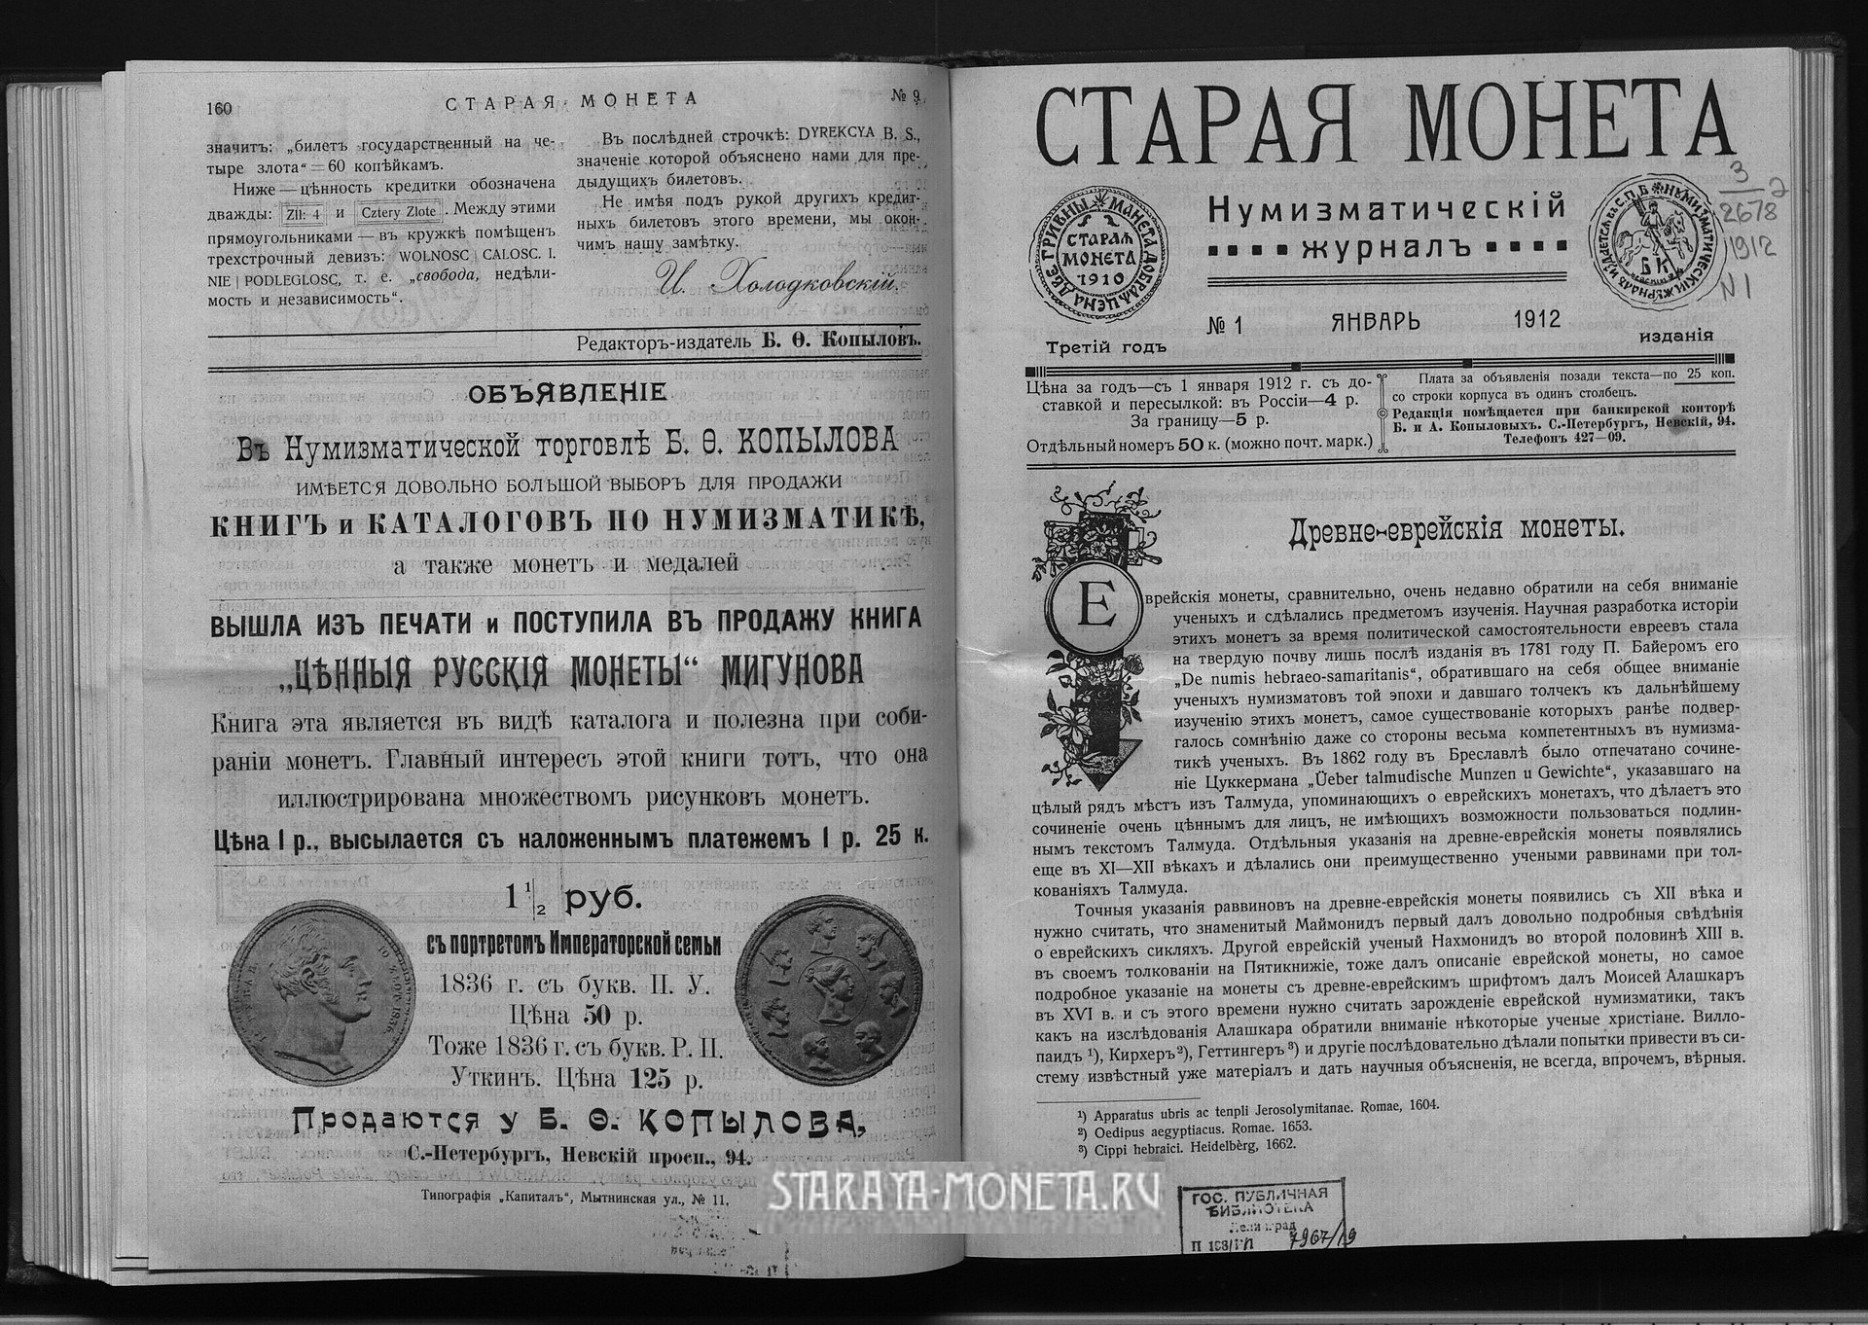 160
СТАРАЯ МОНЕТА
№ 9.
значитъ: „билетъ государственный на че-
тыре злота“ = 60 копѣйкамъ.
Ниже — цѣнность кредитки обозначена
дважды: Zll: 4 и Cztery Zlote. Между этими
прямоугольниками — въ кружкѣ помѣщенъ
трехстрочный девизъ: WOLNOSC | CALOSC. I.
NIE | PODLEGLOSC, т. е. „свобода, недѣли-
мость и независимость“.
Въ послѣдней строчкѣ: DYREKCYA B. S.,
значеніе которой объяснено нами для пре-
дыдущихъ билетовъ.
Не имѣя подъ рукой другихъ кредит-
ныхъ билетовъ этого времени, мы окон-
чимъ нашу замѣтку.
И. Холодковскій.
Редакторъ-издатель Б. Ѳ. Копыловъ.
ОБЪЯВЛЕНІЕ
Въ Нумизматической торговлѣ Б. Ѳ. КОПЫЛОВА
ИМѢЕТСЯ ДОВОЛЬНО БОЛЬШОЙ ВЫБОРЪ ДЛЯ ПРОДАЖИ
КНИГЪ и КАТАЛОГОВЪ ПО НУМИЗМАТИКѢ,
а также монетъ и медалей
ВЫШЛА ИЗЪ ПЕЧАТИ и ПОСТУПИЛА ВЪ ПРОДАЖУ КНИГА
„ЦѢННЫЯ РУССКІЯ МОНЕТЫ“ МИГУНОВА
Книга эта является въ видѣ каталога и полезна при соби-
раніи монетъ. Главный интересъ этой книги тотъ, что она
иллюстрирована множествомъ рисунковъ монетъ.
Цѣна 1 р., высылается съ наложеннымъ платежемъ 1 р. 25 к.
1 1/2 руб.
съ портретомъ Императорской семьи
1836 г. съ букв. П. У.
Цѣна 50 р.
Тоже 1836 г. съ букв. Р. П.
Уткинъ. Цѣна 125 р.
Продаются у Б. Ѳ. КОПЫЛОВА,
С.-Петербургъ, Невскій просп., 94.
Типографія „Капиталъ“, Мытнинская ул., № 11.
СТАРАЯ МОНЕТА
Нумизматическій
журналъ
СТАРАЯ
МОНЕТА
1910
МАНЕТА ДОБРАѦ ЦЕНА ДВЕ ГРИВНЫ
3
2678
1912
N 1
№ 1 ЯНВАРЬ 1912
Третій годъ
изданія
Цѣна за годъ—съ 1 января 1912 г. съ до-
ставкой и пересылкой: въ Россіи—4 р.
За границу—5 р.
Отдѣльный номеръ 50 к. (можно почт. марк.)
Плата за объявленія позади текста—по 25 коп.
со строки корпуса въ одинъ столбецъ.
Редакція помѣщается при банкирской конторѣ
Б. и А. Копыловыхъ. С.-Петербургъ, Невскій, 94.
Телефонъ 427—09.
Древне-еврейскія монеты.
Еврейскія монеты, сравнительно, очень недавно обратили на себя вниманіе
ученыхъ и сдѣлались предметомъ изученія. Научная разработка исторіи
этихъ монетъ за время политической самостоятельности евреевъ стала
на твердую почву лишь послѣ изданія въ 1781 году П. Байеромъ его
„De numis hebraeo-samaritanis“, обратившаго на себя общее вниманіе
ученыхъ нумизматовъ той эпохи и давшаго толчекъ къ дальнѣйшему
изученію этихъ монетъ, самое существованіе которыхъ ранѣе подвер-
галось сомнѣнію даже со стороны весьма компетентныхъ въ нумизма-
тикѣ ученыхъ. Въ 1862 году въ Бреславлѣ было отпечатано сочине-
ніе Цуккермана „Üeber talmudische Munzen u Gewichte“, указавшаго на
цѣлый рядъ мѣстъ изъ Талмуда, упоминающихъ о еврейскихъ монетахъ, что дѣлаетъ это
сочиненіе очень цѣннымъ для лицъ, не имѣющихъ возможности пользоваться подлин-
нымъ текстомъ Талмуда. Отдѣльныя указанія на древне-еврейскія монеты появлялись
еще въ XI—XII вѣкахъ и дѣлались они преимущественно учеными раввинами при тол-
кованіяхъ Талмуда.
Точныя указанія раввиновъ на древне-еврейскія монеты появились съ XII вѣка и
нужно считать, что знаменитый Маймонидъ первый далъ довольно подробныя свѣдѣнія
о еврейскихъ сикляхъ. Другой еврейскій ученый Нахмонидъ во второй половинѣ XIII в.
въ своемъ толкованіи на Пятикнижіе, тоже далъ описаніе еврейской монеты, но самое
подробное указаніе на монеты съ древне-еврейскимъ шрифтомъ далъ Моисей Алашкаръ
въ XVI в. и съ этого времени нужно считать зарожденіе еврейской нумизматики, такъ
какъ на изслѣдованія Алашкара обратили вниманіе нѣкоторые ученые христіане. Вилло-
паидъ ¹), Кирхеръ ²), Геттингеръ ³) и другіе послѣдовательно дѣлали попытки привести въ си-
стему извѣстный уже матеріалъ и дать научныя объясненія, не всегда, впрочемъ, вѣрныя.
¹) Apparatus ubris ac tenpli Jerosolymitanae. Romae, 1604.
²) Oedipus aegyptiacus. Romae. 1653.
³) Cippi hebraici. Heidelbèrg, 1662.
STARAYA-MONETA.RU
ГОС. ПУБЛИЧНАЯ
БИБЛИОТЕКА
Ленинград
7967/19